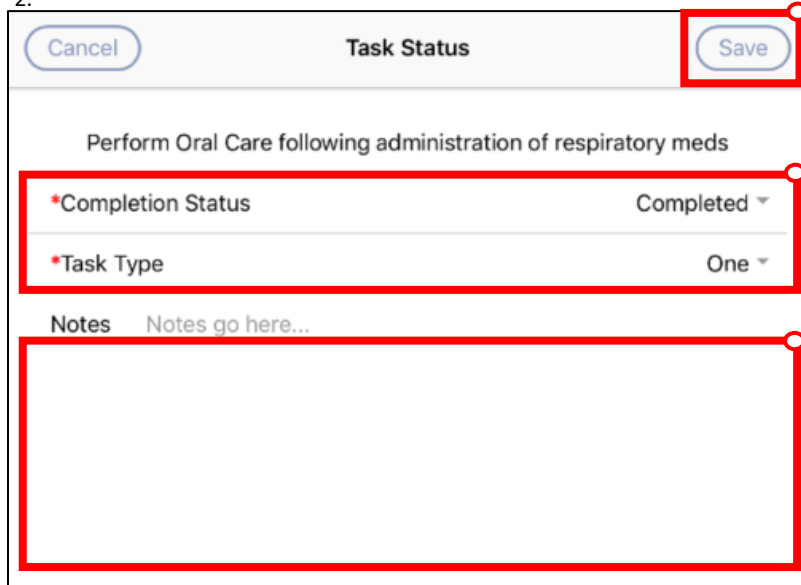 2.
Cancel Task Status Save
Perform Oral Care following administration of respiratory meds
*Completion Status Completed
*Task Type One
Notes Notes go here...